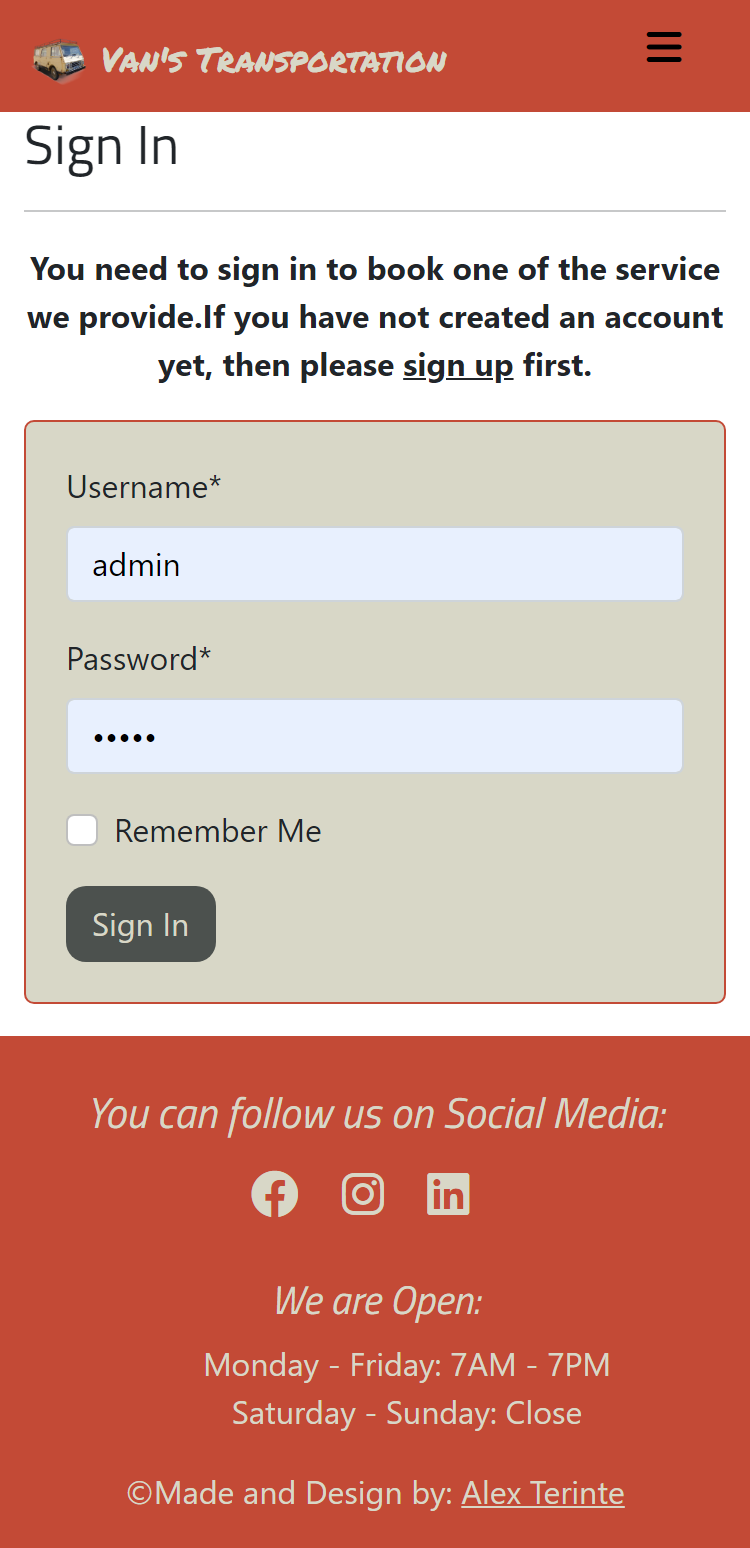 Van's Transportation
Sign In
You need to sign in to book one of the service
we provide.If you have not created an account
yet, then please sign up first.
Username*
admin
Password*
•••••
Remember Me
Sign In
You can follow us on Social Media:
We are Open:
Monday - Friday: 7AM - 7PM
Saturday - Sunday: Close
©Made and Design by: Alex Terinte